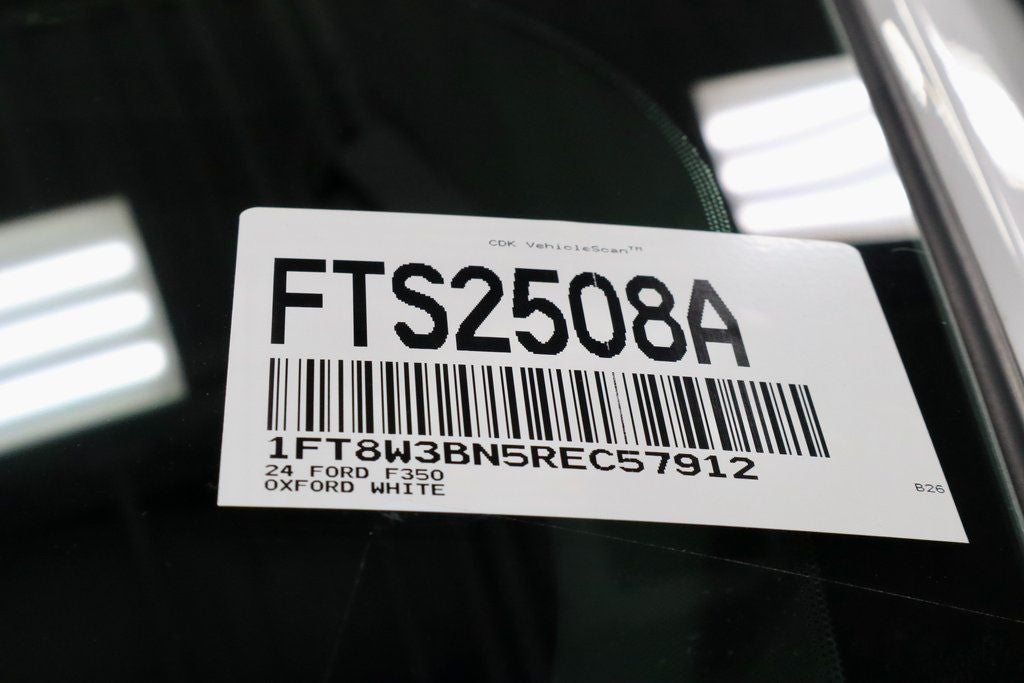 CDK VehicleScan™
FTS2508A
1FT8W3BN5REC57912
24 FORD F350
OXFORD WHITE
B26